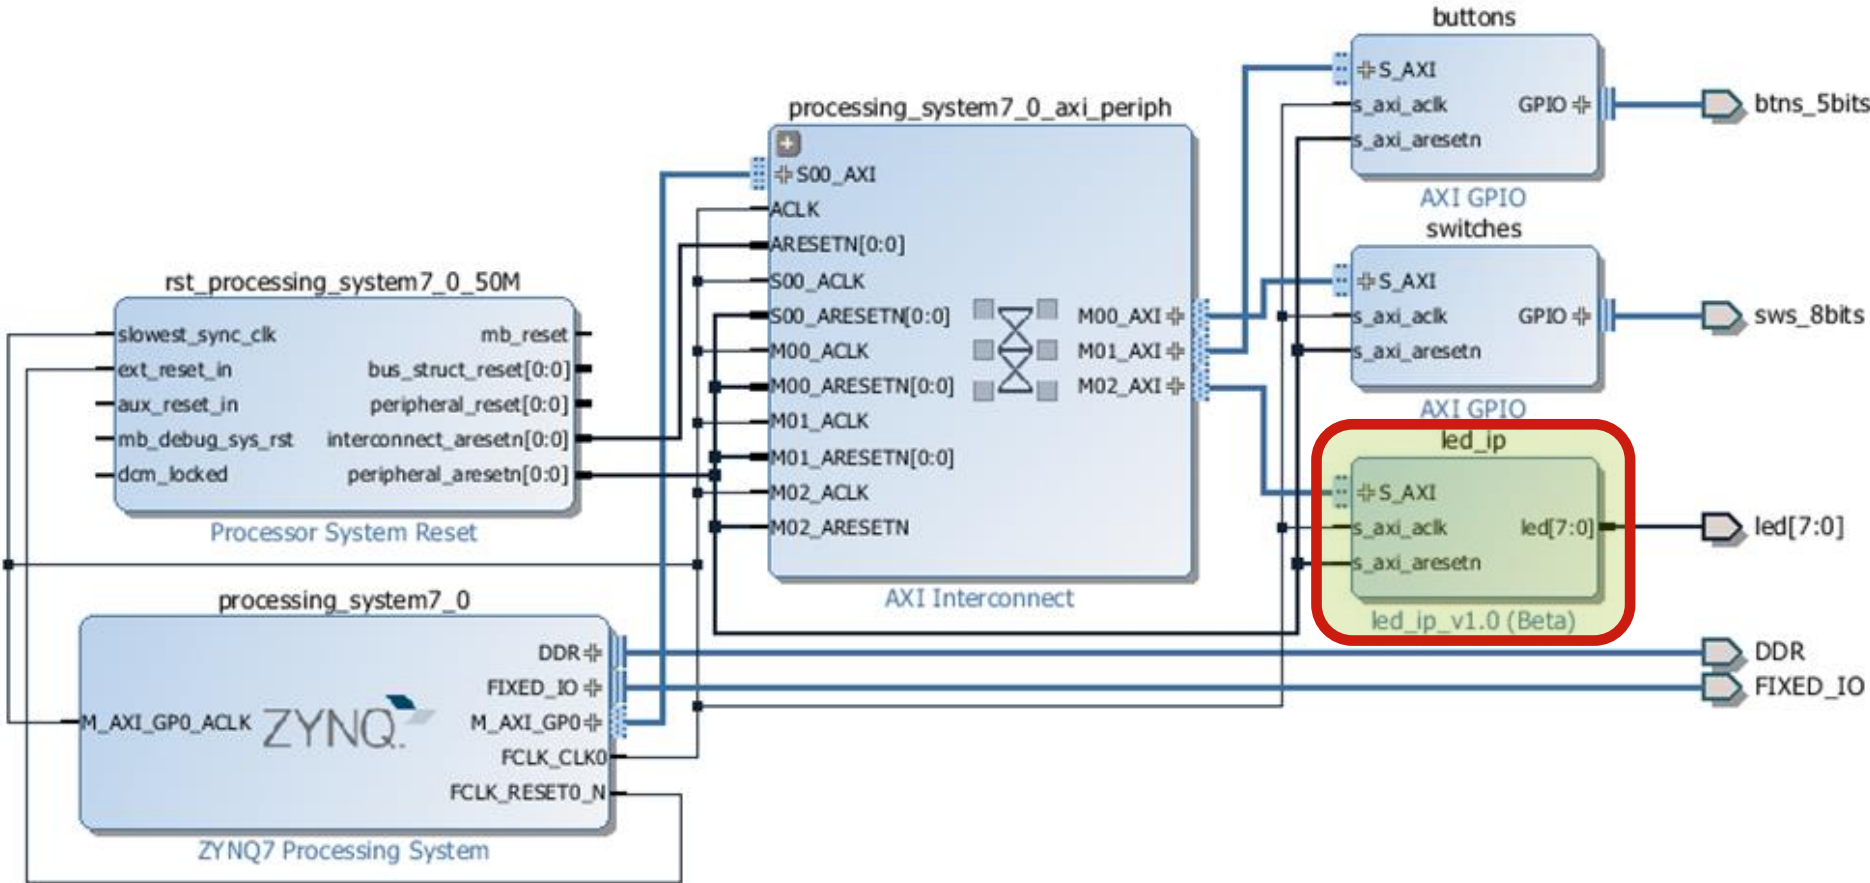 buttons
S_AXI
s_axi_aclk
s_axi_aresetn
GPIO
btns_5bits
AXI GPIO
switches
S_AXI
s_axi_aclk
s_axi_aresetn
GPIO
sws_8bits
AXI GPIO
led_ip
S_AXI
s_axi_aclk
s_axi_aresetn
led[7:0]
led[7:0]
led_ip_v1.0 (Beta)
processing_system7_0_axi_periph
S00_AXI
ACLK
ARESETN[0:0]
S00_ACLK
S00_ARESETN[0:0]
M00_ACLK
M00_ARESETN[0:0]
M01_ACLK
M01_ARESETN[0:0]
M02_ACLK
M02_ARESETN
M00_AXI
M01_AXI
M02_AXI
AXI Interconnect
rst_processing_system7_0_50M
slowest_sync_clk
ext_reset_in
aux_reset_in
mb_debug_sys_rst
dcm_locked
mb_reset
bus_struct_reset[0:0]
peripheral_reset[0:0]
interconnect_aresetn[0:0]
peripheral_aresetn[0:0]
Processor System Reset
processing_system7_0
M_AXI_GP0_ACLK
ZYNQ.
DDR
FIXED_IO
M_AXI_GP0
FCLK_CLK0
FCLK_RESET0_N
ZYNQ7 Processing System
DDR
FIXED_IO